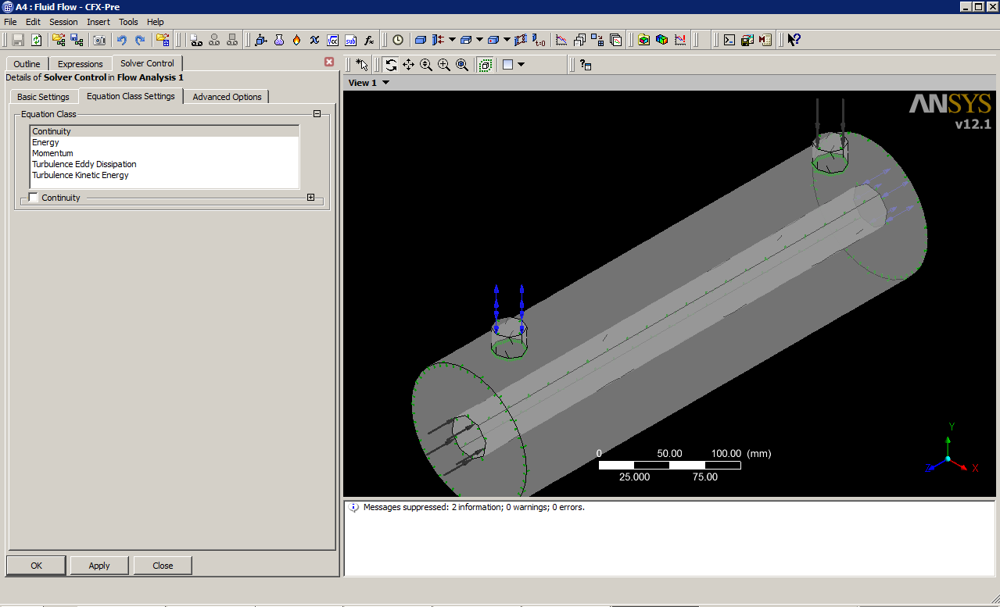 A4 : Fluid Flow - CFX-Pre
File Edit Session Insert Tools Help
Outline Expressions Solver Control
Details of Solver Control in Flow Analysis 1
Basic Settings Equation Class Settings Advanced Options
Equation Class
Continuity
Energy
Momentum
Turbulence Eddy Dissipation
Turbulence Kinetic Energy
Continuity
OK Apply Close
View 1
ANSYS
v12.1
0 50.00 100.00 (mm)
25.000 75.00
Y
Z X
Messages suppressed: 2 information; 0 warnings; 0 errors.